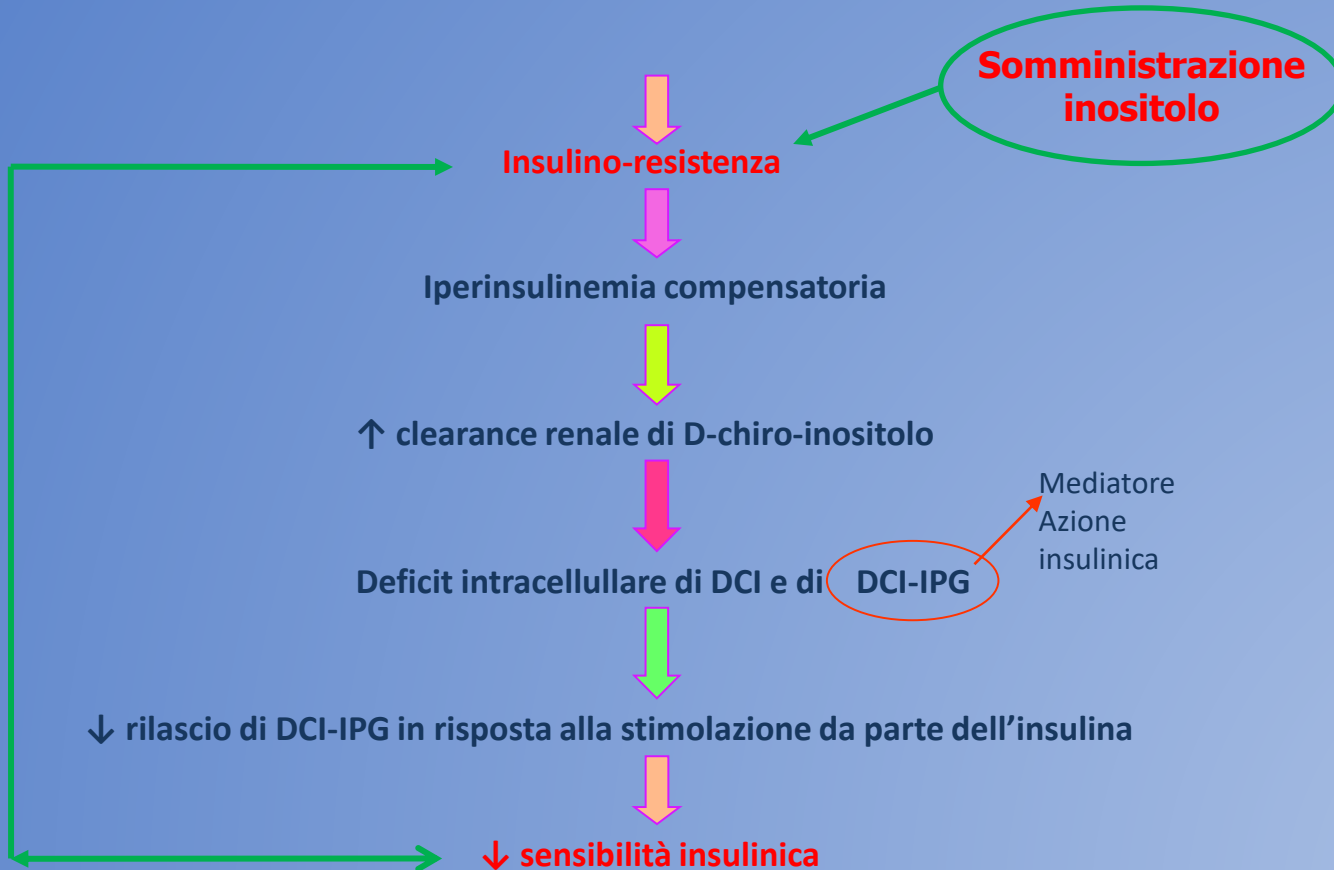 Somministrazione
inositolo
Insulino-resistenza
Iperinsulinemia compensatoria
↑ clearance renale di D-chiro-inositolo
Mediatore
Azione
insulinica
Deficit intracellullare di DCI e di DCI-IPG
↓ rilascio di DCI-IPG in risposta alla stimolazione da parte dell’insulina
↓ sensibilità insulinica